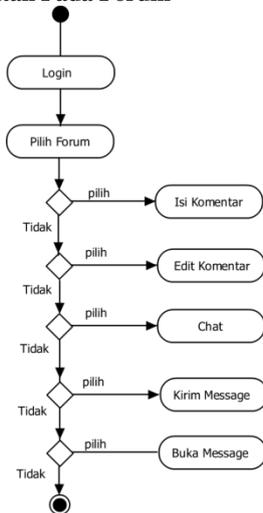 Login
Pilih Forum
pilih
Isi Komentar
Tidak
pilih
Edit Komentar
Tidak
pilih
Chat
Tidak
pilih
Kirim Message
Tidak
pilih
Buka Message
Tidak